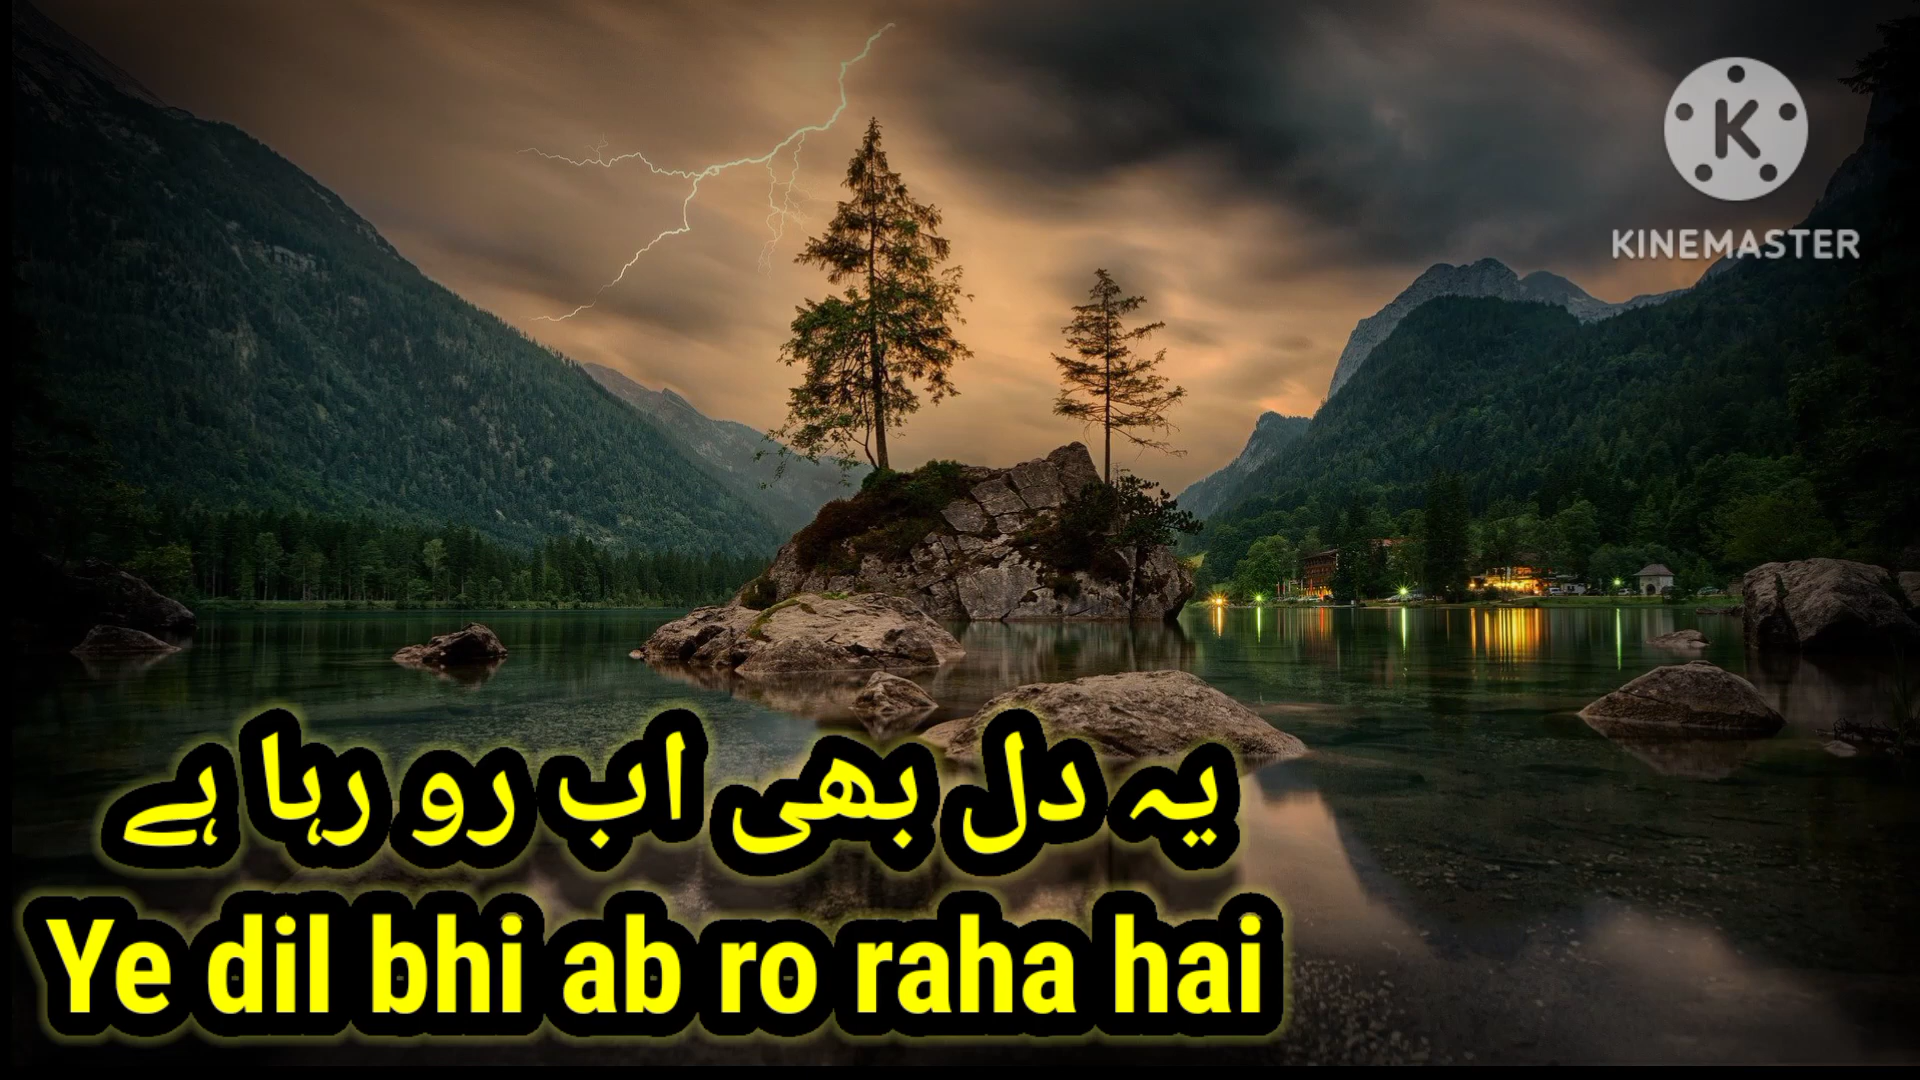 KINEMASTER
یہ دل بھی اب رو رہا ہے
Ye dil bhi ab ro raha hai